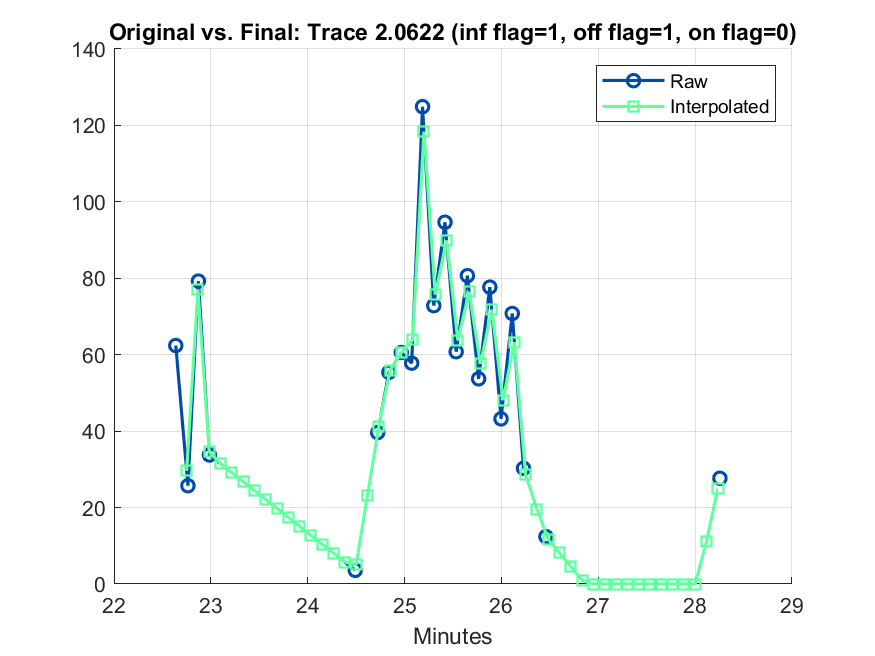 Original vs. Final: Trace 2.0622 (inf flag=1, off flag=1, on flag=0)
140
120
100
80
60
40
20
0
Raw
Interpolated
22 23 24 25 26 27 28 29
Minutes